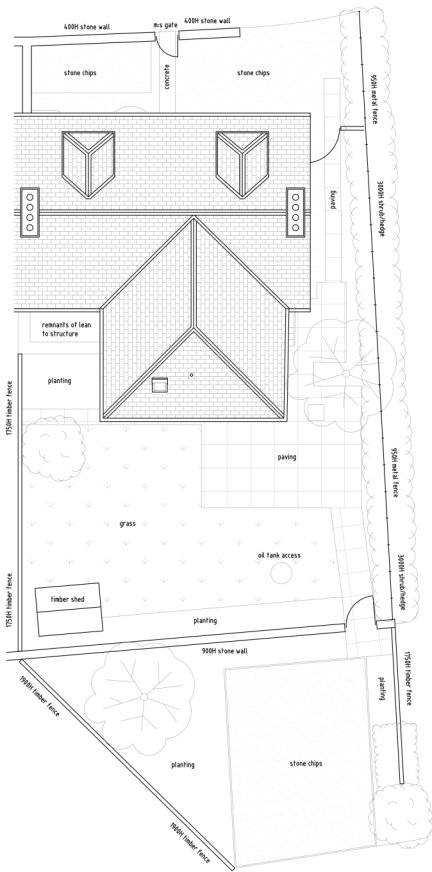 400H stone wall
m:s gate
400H stone wall
stone chips
concrete
stone chips
950H metal fence
paving
3000H shrub/hedge
remnants of lean
to structure
planting
1750H timber fence
paving
950H metal fence
grass
oil tank access
3000H shrub/hedge
timber shed
1750H timber fence
planting
900H stone wall
1750H timber fence
planting
1900H timber fence
planting
stone chips
1900H timber fence